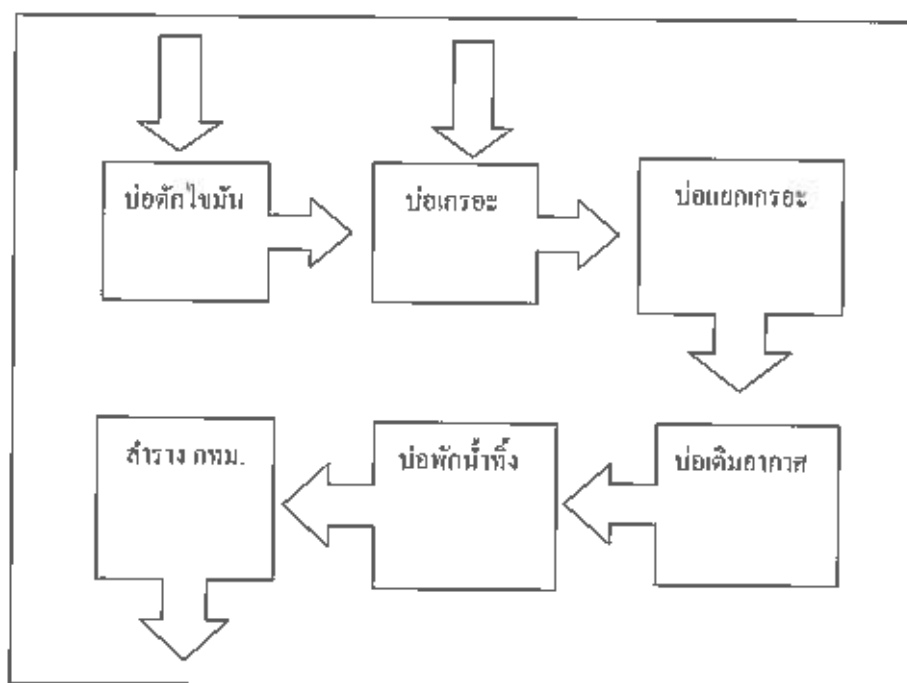 บ่อดักไขมัน
บ่อเกรอะ
บ่อแยกเกรอะ
สำราง กทม.
บ่อพักน้ำทิ้ง
บ่อเติมอากาศ